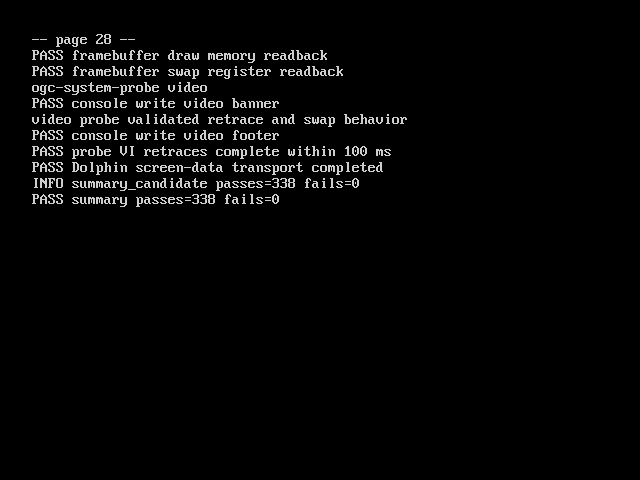 -- page 28 --
PASS framebuffer draw memory readback
PASS framebuffer swap register readback
ogc-system-probe video
PASS console write video banner
video probe validated retrace and swap behavior
PASS console write video footer
PASS probe VI retraces complete within 100 ms
PASS Dolphin screen-data transport completed
INFO summary_candidate passes=338 fails=0
PASS summary passes=338 fails=0